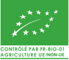 CONTRÔLÉ PAR FR-BIO-01
AGRICULTURE UE NON-UE